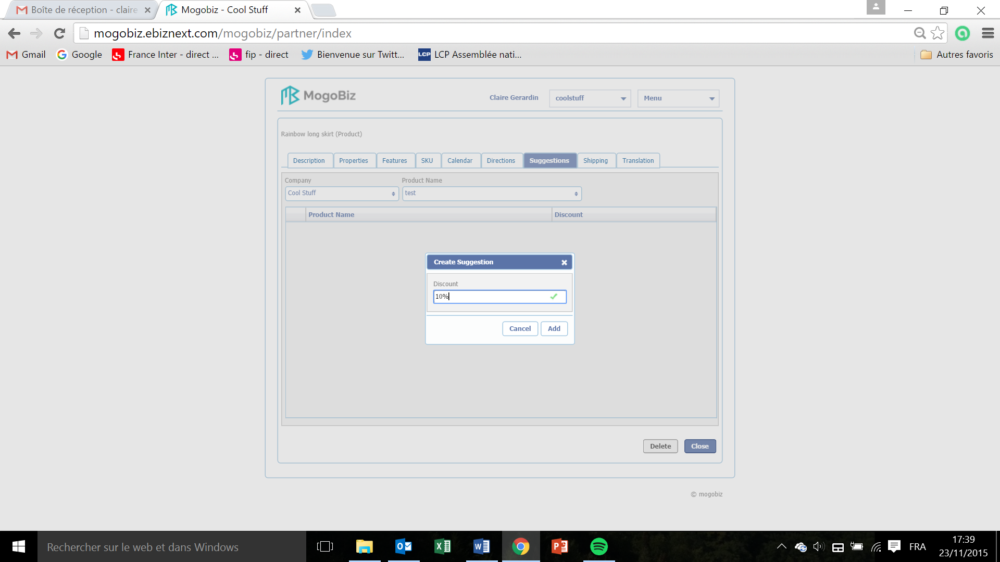 Boîte de réception - claire
Mogobiz - Cool Stuff
mogobiz.ebiznext.com/mogobiz/partner/index
Gmail
Google
France Inter - direct ...
fip - direct
Bienvenue sur Twitt...
LCP LCP Assemblée nati...
Autres favoris
MogoBiz
Claire Gerardin
coolstuff
Menu
Rainbow long skirt (Product)
Description
Properties
Features
SKU
Calendar
Directions
Suggestions
Shipping
Translation
Company
Product Name
Cool Stuff
test
Product Name
Discount
Create Suggestion
Discount
10%
Cancel
Add
Delete
Close
© mogobiz
Rechercher sur le web et dans Windows
FRA
17:39
23/11/2015